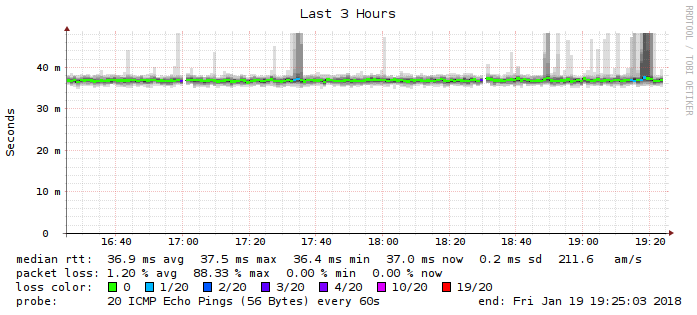 Last 3 Hours
RRDTOOL / TOBI OETIKER
Seconds
40 m
30 m
20 m
10 m
0
16:40 17:00 17:20 17:40 18:00 18:20 18:40 19:00 19:20
median rtt: 36.9 ms avg 37.5 ms max 36.4 ms min 37.0 ms now 0.2 ms sd 211.6 am/s
packet loss: 1.20 % avg 88.33 % max 0.00 % min 0.00 % now
loss color: 0 1/20 2/20 3/20 4/20 10/20 19/20
probe: 20 ICMP Echo Pings (56 Bytes) every 60s end: Fri Jan 19 19:25:03 2018